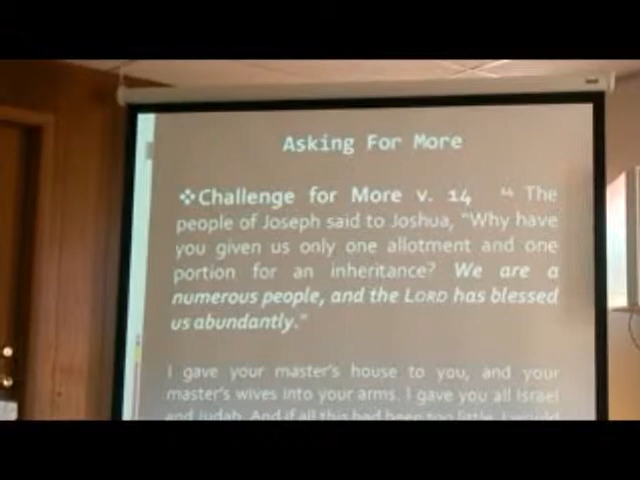 Asking For More
❖Challenge for More v. 14 ¹⁴ The
people of Joseph said to Joshua, "Why have
you given us only one allotment and one
portion for an inheritance? We are a
numerous people, and the LORD has blessed
us abundantly."
I gave your master's house to you, and your
master's wives into your arms. I gave you all Israel
and Judah. And if all this had been too little, I would